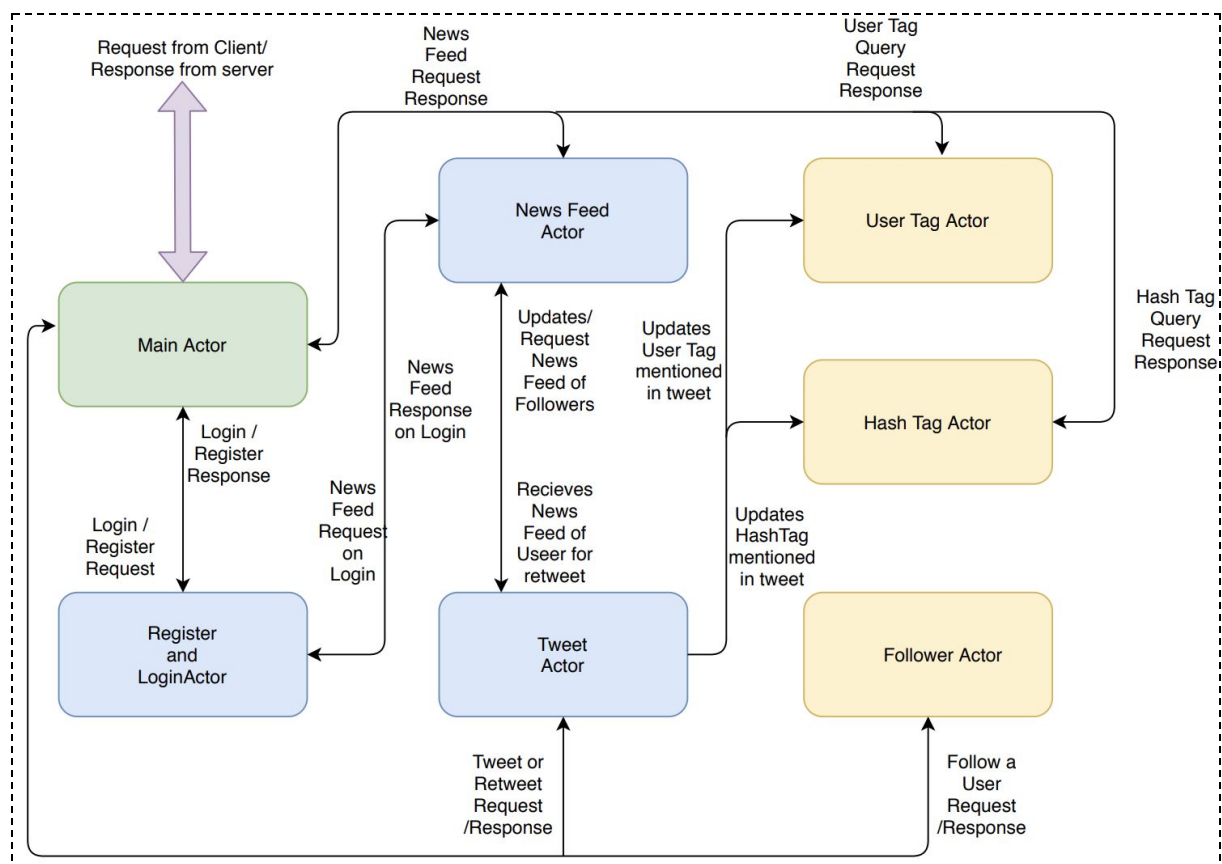 Request from Client/
Response from server
News
Feed
Request
Response
User Tag
Query
Request
Response
News Feed
Actor
User Tag Actor
Main Actor
Updates/
Request
News
Feed of
Followers
Updates
User Tag
mentioned
in tweet
Hash Tag
Query
Request
Response
News
Feed
Response
on Login
Hash Tag Actor
Login /
Register
Response
News
Feed
Request
on
Login
Recieves
News
Feed of
Useer for
retweet
Updates
HashTag
mentioned
in tweet
Login /
Register
Request
Register
and
LoginActor
Tweet
Actor
Follower Actor
Tweet or
Retweet
Request
/Response
Follow a
User
Request
/Response